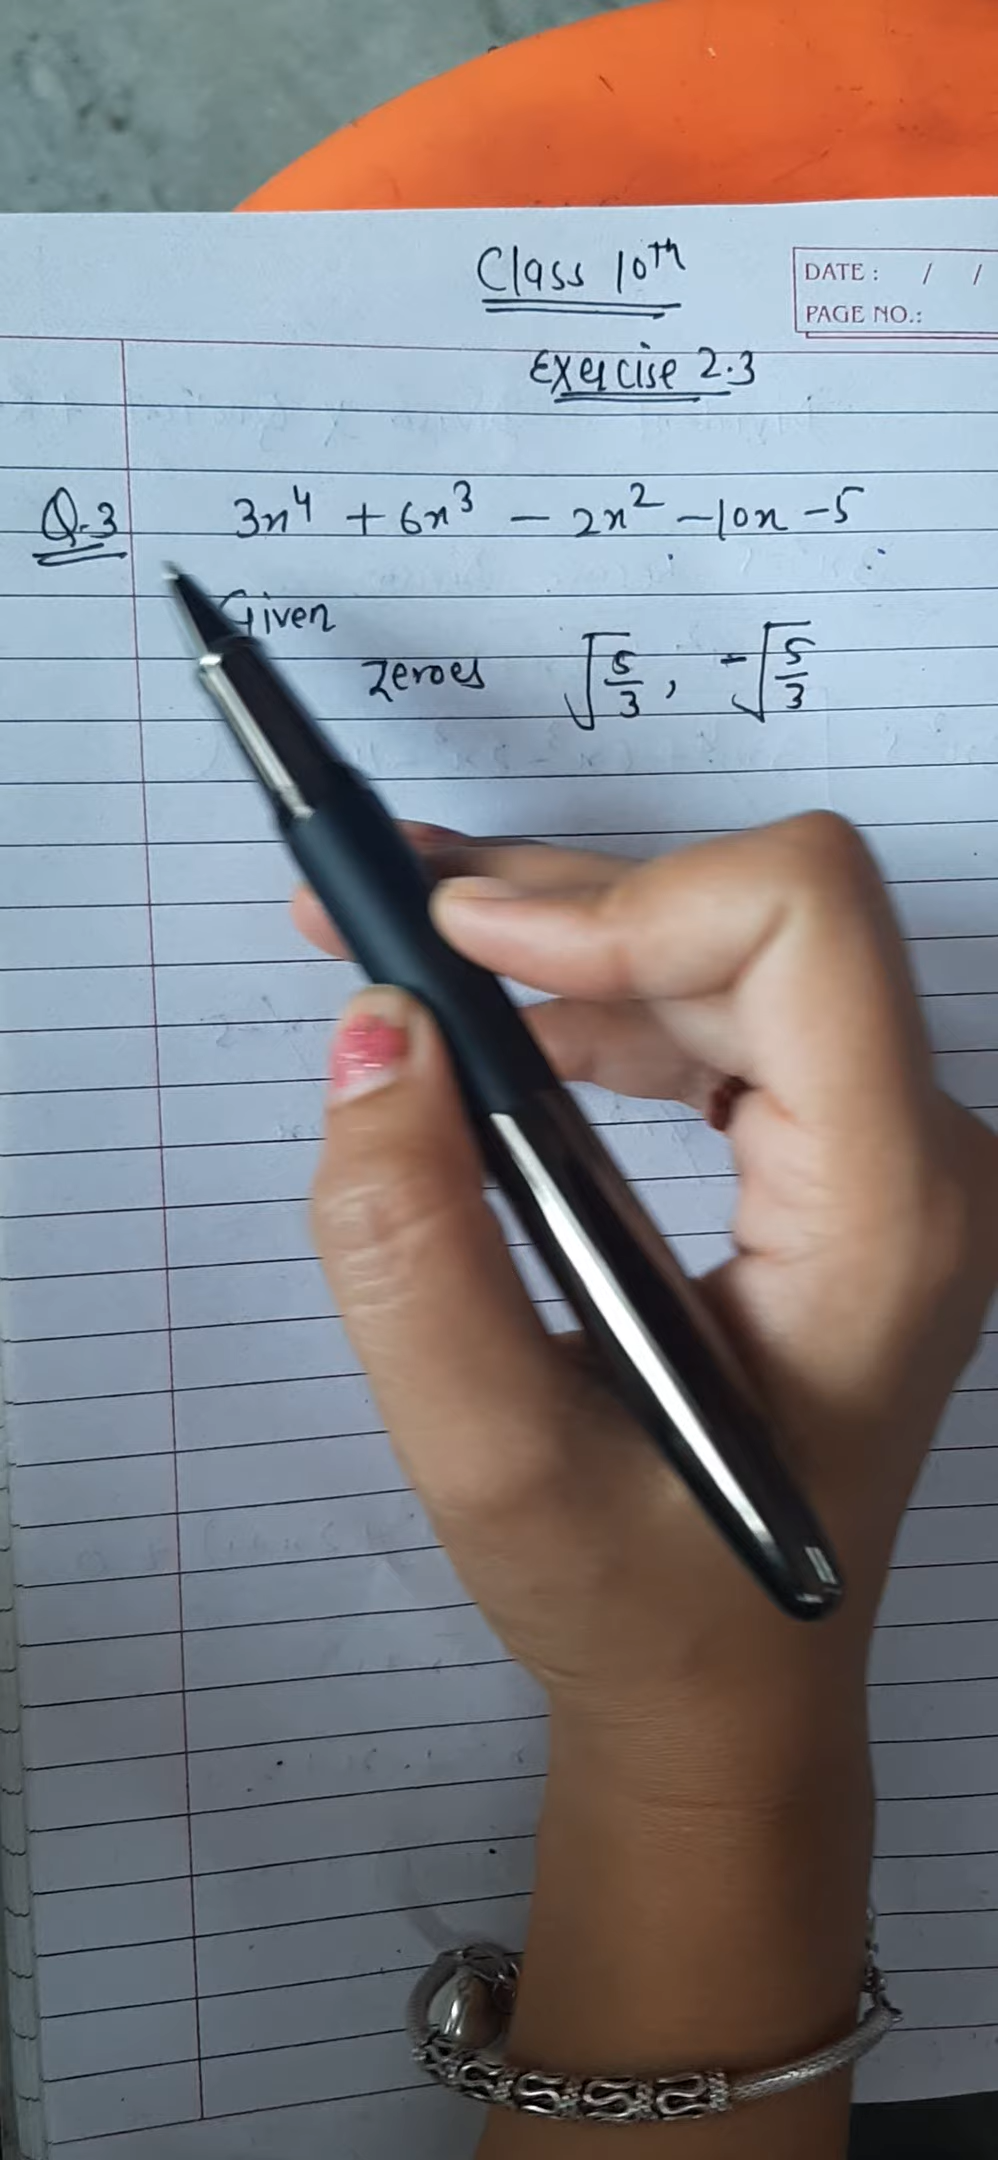 Class 10th
DATE : / /
PAGE NO.:
Exercise 2.3
Q.3 3x⁴ + 6x³ - 2x² - 10x - 5
Given
zeroes √5/3, -√5/3